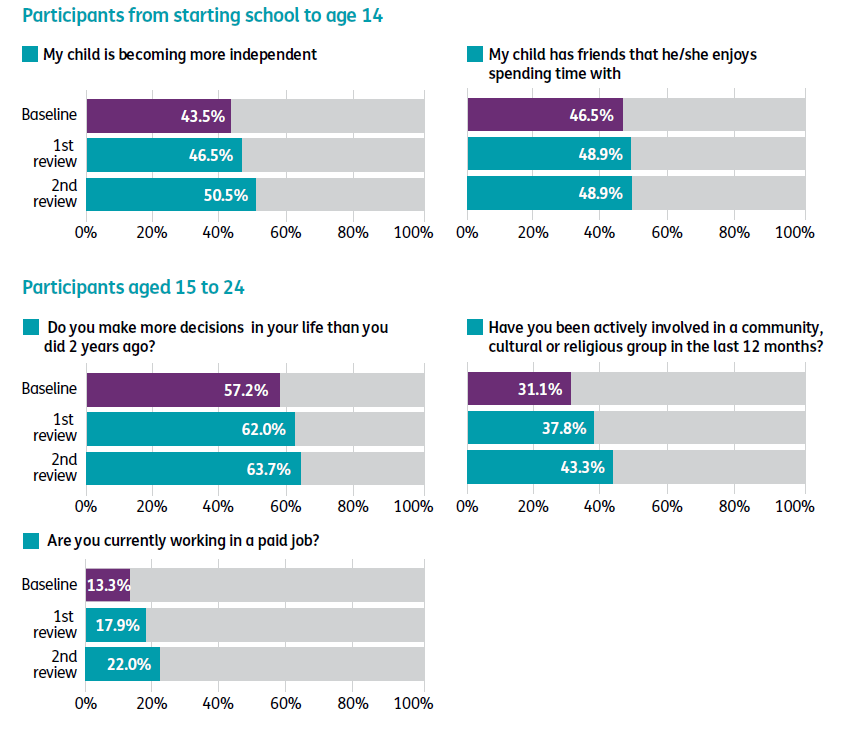 Participants from starting school to age 14
My child is becoming more independent
Baseline
43.5%
1st
review
46.5%
2nd
review
50.5%
0% 20% 40% 60% 80% 100%
My child has friends that he/she enjoys
spending time with
46.5%
48.9%
48.9%
0% 20% 40% 60% 80% 100%
Participants aged 15 to 24
Do you make more decisions in your life than you
did 2 years ago?
Baseline
57.2%
1st
review
62.0%
2nd
review
63.7%
0% 20% 40% 60% 80% 100%
Have you been actively involved in a community,
cultural or religious group in the last 12 months?
31.1%
37.8%
43.3%
0% 20% 40% 60% 80% 100%
Are you currently working in a paid job?
Baseline
13.3%
1st
review
17.9%
2nd
review
22.0%
0% 20% 40% 60% 80% 100%